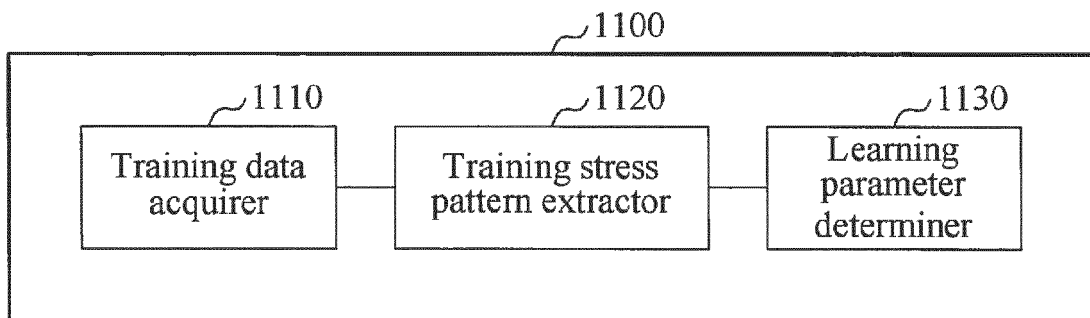 1100
1110
1120
1130
Training data
acquirer
Training stress
pattern extractor
Learning
parameter
determiner